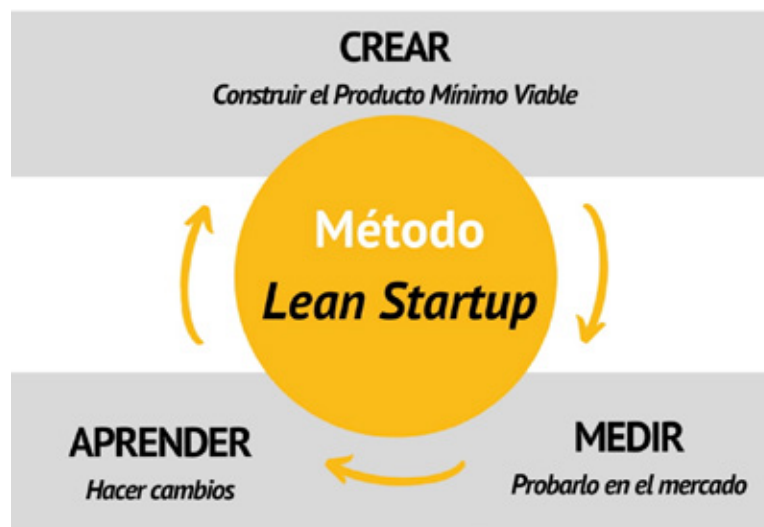 CREAR
Construir el Producto Mínimo Viable
Método
Lean Startup
APRENDER
Hacer cambios
MEDIR
Probarlo en el mercado